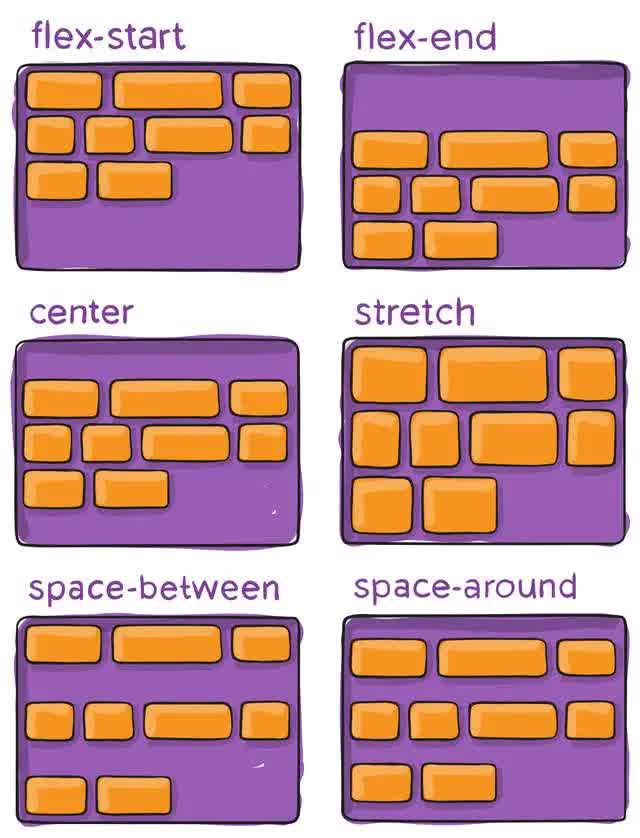 flex-start
flex-end
center
stretch
space-between
space-around